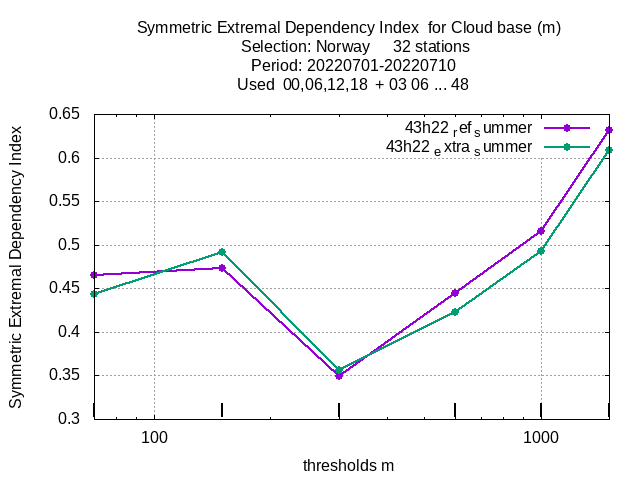 Symmetric Extremal Dependency Index for Cloud base (m)
Selection: Norway 32 stations
Period: 20220701-20220710
Used 00,06,12,18 + 03 06 ... 48
43h22 ref summer
43h22 extra summer
Symmetric Extremal Dependency Index
0.65
0.6
0.55
0.5
0.45
0.4
0.35
0.3
100
1000
thresholds m